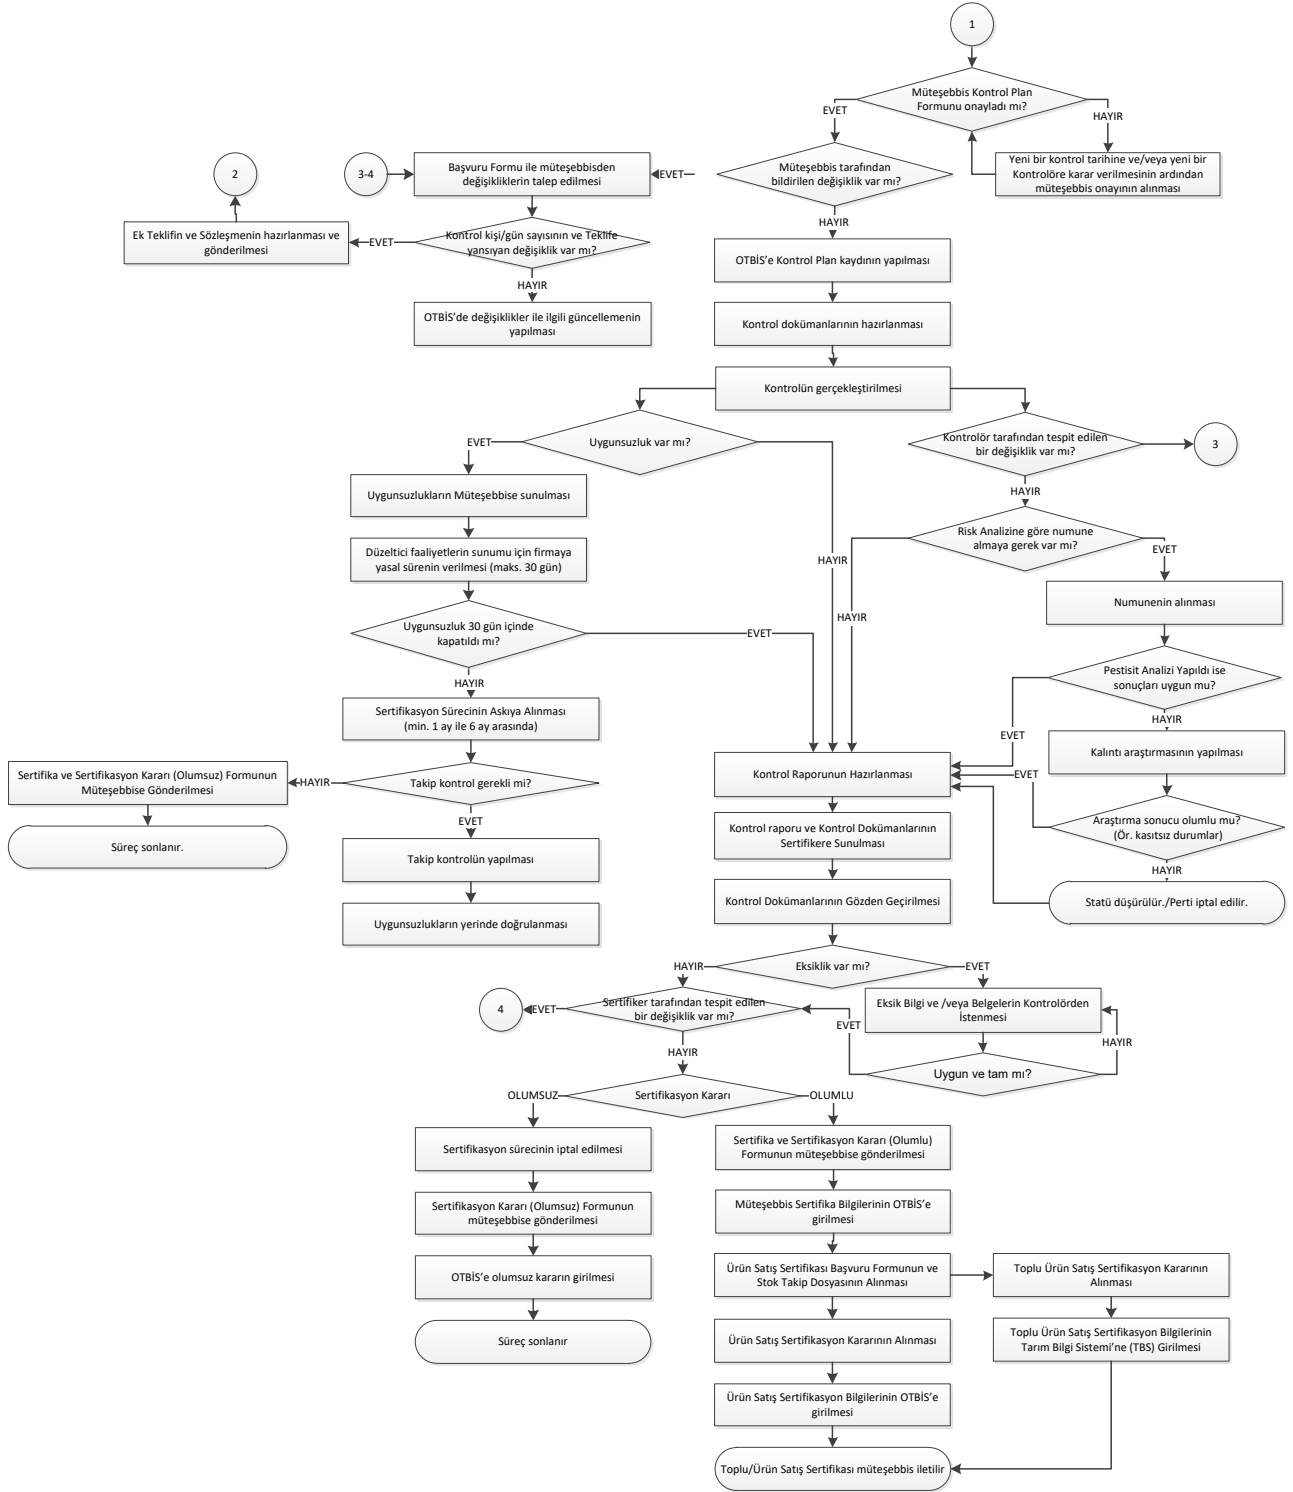 1
Müteşebbis Kontrol Plan
Formunu onayladı mı?
EVET
HAYIR
Yeni bir kontrol tarihine ve/veya yeni bir
Kontrolöre karar verilmesinin ardından
müteşebbis onayının alınması
Müteşebbis tarafından
bildirilen değişiklik var mı?
EVET
HAYIR
3-4
Başvuru Formu ile müteşebbisden
değişikliklerin talep edilmesi
2
Ek Teklifin ve Sözleşmenin hazırlanması ve
gönderilmesi
EVET
Kontrol kişi/gün sayısının ve Teklife
yansıyan değişiklik var mı?
HAYIR
OTBİS’de değişiklikler ile ilgili güncellemenin
yapılması
OTBİS’e Kontrol Plan kaydının yapılması
Kontrol dokümanlarının hazırlanması
Kontrolün gerçekleştirilmesi
Uygunsuzluk var mı?
EVET
HAYIR
Kontrolör tarafından tespit edilen
bir değişiklik var mı?
3
HAYIR
Uygunsuzlukların Müteşebbise sunulması
Düzeltici faaliyetlerin sunumu için firmaya
yasal sürenin verilmesi (maks. 30 gün)
Uygunsuzluk 30 gün içinde
kapatıldı mı?
EVET
HAYIR
Risk Analizine göre numune
almaya gerek var mı?
EVET
HAYIR
Numunenin alınması
Pestisit Analizi Yapıldı ise
sonuçları uygun mu?
EVET
HAYIR
Kalıntı araştırmasının yapılması
EVET
Araştırma sonucu olumlu mu?
(Ör. kasıtsız durumlar)
HAYIR
Statü düşürülür./Perti iptal edilir.
Sertifikasyon Sürecinin Askıya Alınması
(min. 1 ay ile 6 ay arasında)
Takip kontrol gerekli mi?
HAYIR
EVET
Sertifika ve Sertifikasyon Kararı (Olumsuz) Formunun
Müteşebbise Gönderilmesi
Süreç sonlanır.
Takip kontrolün yapılması
Uygunsuzlukların yerinde doğrulanması
Kontrol Raporunun Hazırlanması
Kontrol raporu ve Kontrol Dokümanlarının
Sertifikere Sunulması
Kontrol Dokümanlarının Gözden Geçirilmesi
Eksiklik var mı?
HAYIR
EVET
4
EVET
Sertifiker tarafından tespit edilen
bir değişiklik var mı?
HAYIR
Eksik Bilgi ve /veya Belgelerin Kontrolörden
İstenmesi
EVET
HAYIR
Uygun ve tam mı?
OLUMSUZ
Sertifikasyon Kararı
OLUMLU
Sertifikasyon sürecinin iptal edilmesi
Sertifikasyon Kararı (Olumsuz) Formunun
müteşebbise gönderilmesi
OTBİS’e olumsuz kararın girilmesi
Süreç sonlanır
Sertifika ve Sertifikasyon Kararı (Olumlu)
Formunun müteşebbise gönderilmesi
Müteşebbis Sertifika Bilgilerinin OTBİS’e
girilmesi
Ürün Satış Sertifikası Başvuru Formunun ve
Stok Takip Dosyasının Alınması
Toplu Ürün Satış Sertifikasyon Kararının
Alınması
Ürün Satış Sertifikasyon Kararının Alınması
Toplu Ürün Satış Sertifikasyon Bilgilerinin
Tarım Bilgi Sistemi’ne (TBS) Girilmesi
Ürün Satış Sertifikasyon Bilgilerinin OTBİS’e
girilmesi
Toplu/Ürün Satış Sertifikası müteşebbis iletilir